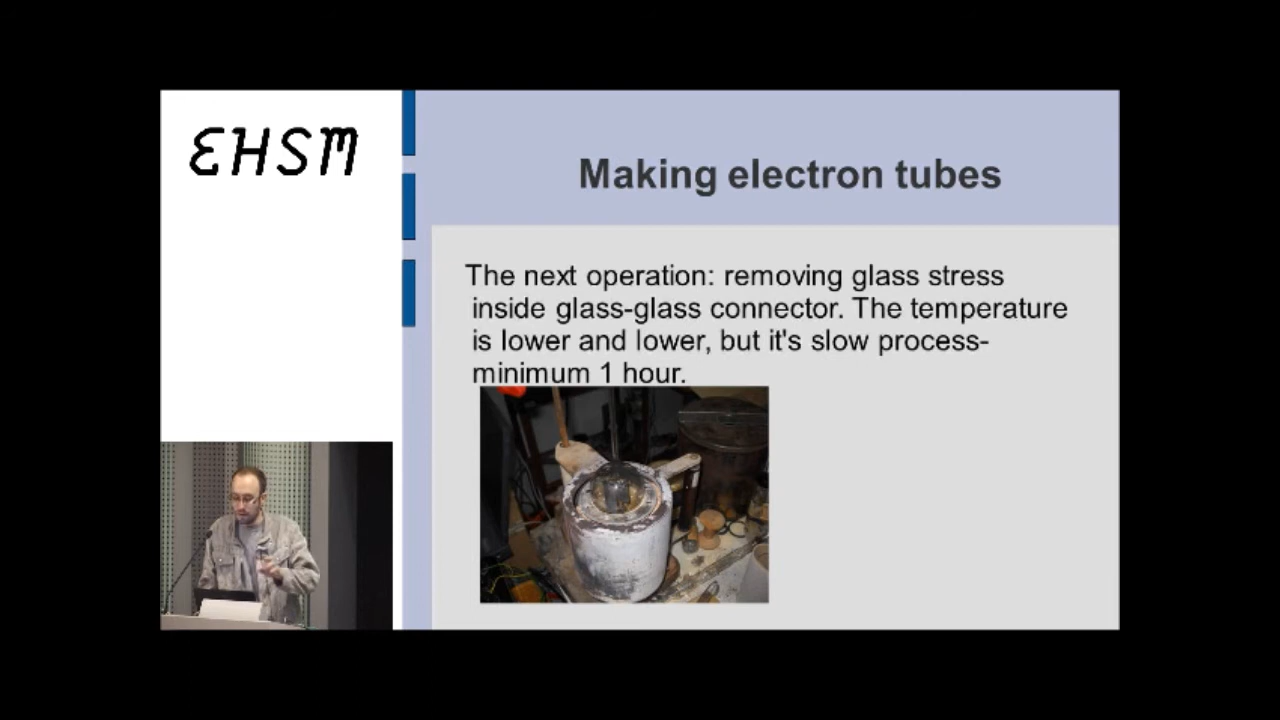 EHSM
Making electron tubes
The next operation: removing glass stress
inside glass-glass connector. The temperature
is lower and lower, but it's slow process-
minimum 1 hour.